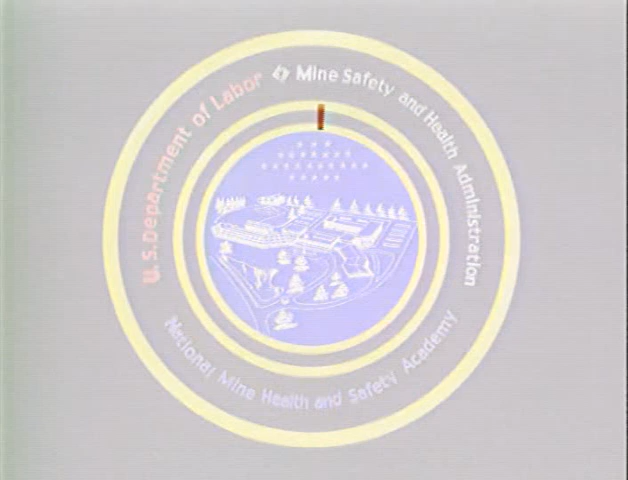 U.S. Department of Labor
Mine Safety and Health Administration
National Mine Health and Safety Academy